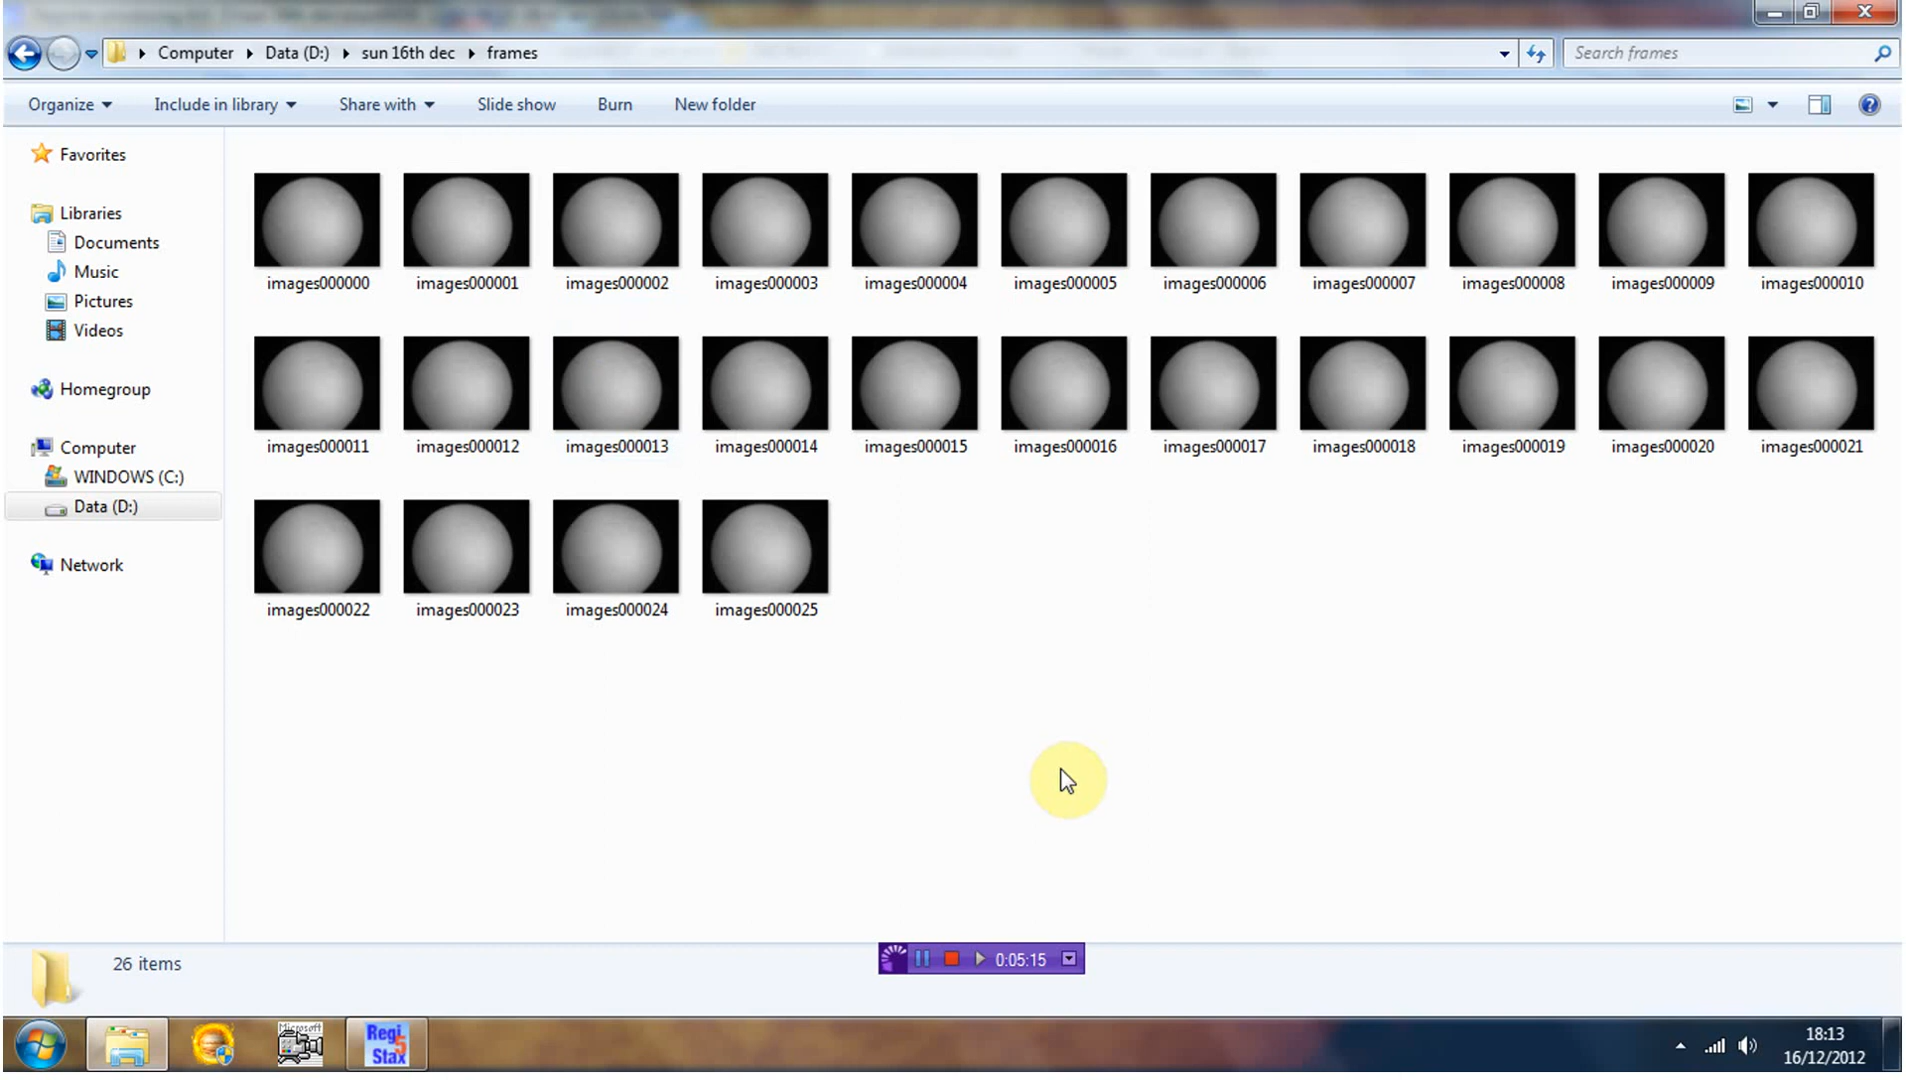 Computer Data (D:) sun 16th dec frames
Search frames
Organize Include in library Share with Slide show Burn New folder
Favorites
Libraries
Documents
Music
Pictures
Videos
Homegroup
Computer
WINDOWS (C:)
Data (D:)
Network
images000000 images000001 images000002 images000003 images000004 images000005 images000006 images000007 images000008 images000009 images000010
images000011 images000012 images000013 images000014 images000015 images000016 images000017 images000018 images000019 images000020 images000021
images000022 images000023 images000024 images000025
26 items
0:05:15
Microsoft
Regi
5
Stax
18:13
16/12/2012